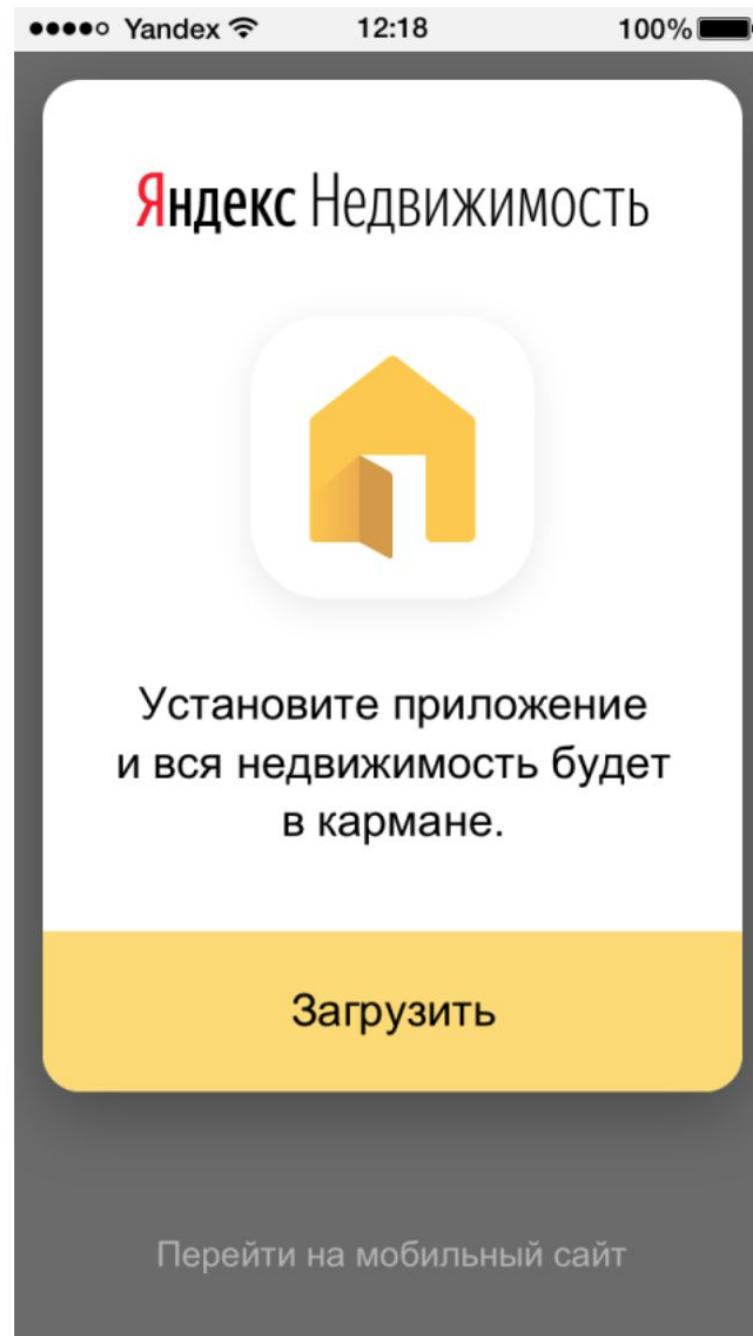 Yandex 12:18 100%
Яндекс Недвижимость
Установите приложение
и вся недвижимость будет
в кармане.
Загрузить
Перейти на мобильный сайт